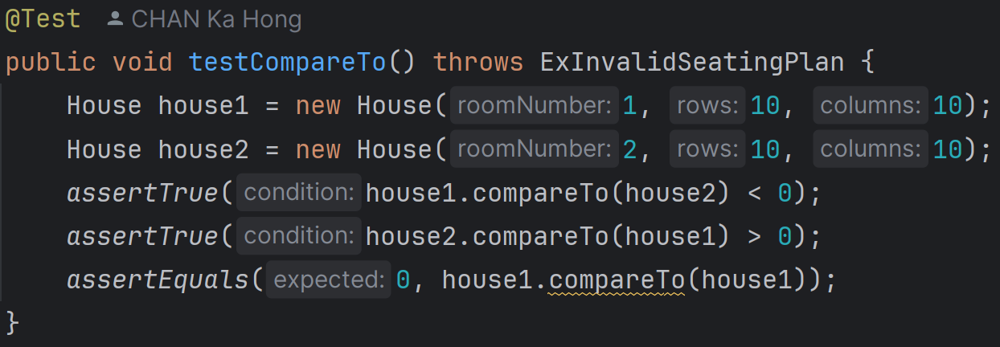 @Test CHAN Ka Hong
public void testCompareTo() throws ExInvalidSeatingPlan {
House house1 = new House( roomNumber: 1, rows: 10, columns: 10);
House house2 = new House( roomNumber: 2, rows: 10, columns: 10);
assertTrue( condition: house1.compareTo(house2) < 0);
assertTrue( condition: house2.compareTo(house1) > 0);
assertEquals( expected: 0, house1.compareTo(house1));
}